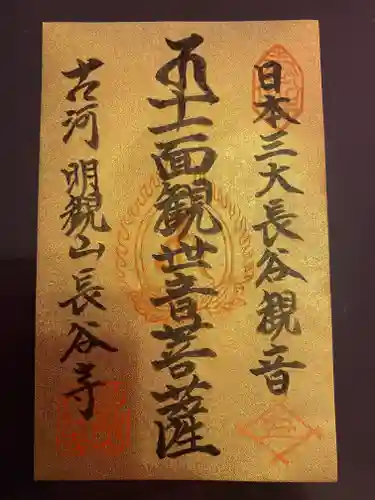 日本三大長谷観音
十一面観世音菩薩
古河 明観山長谷寺